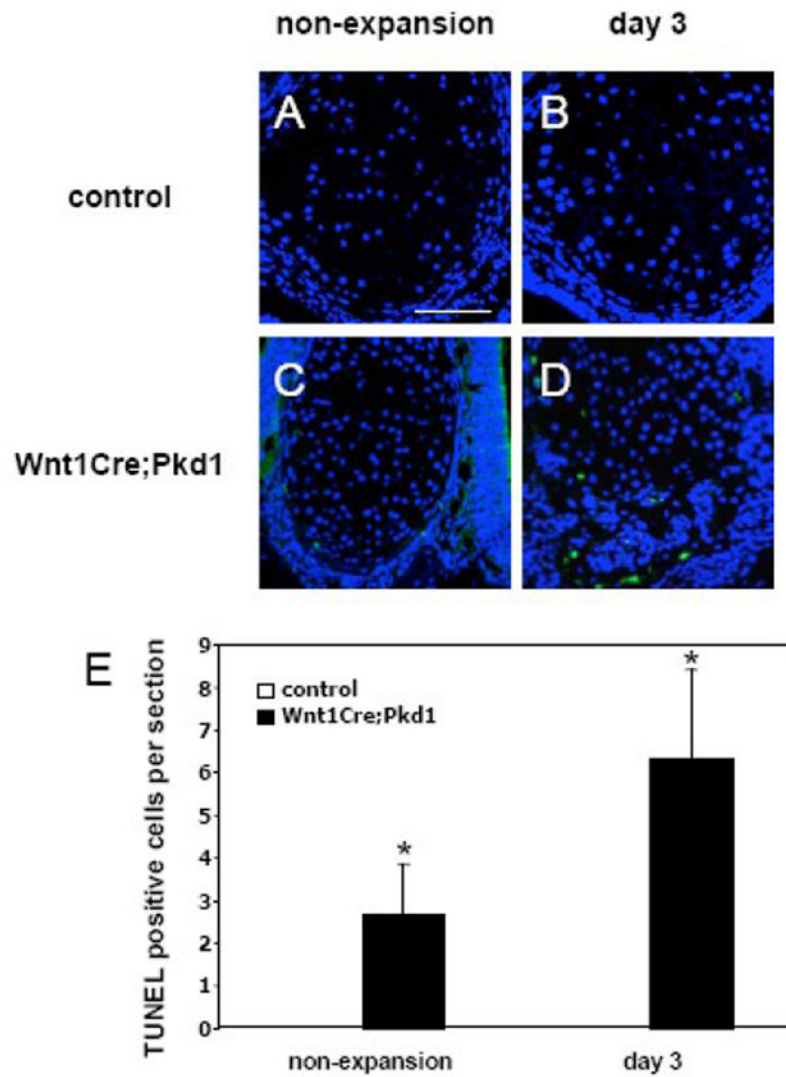 non-expansion day 3
control
A B
Wnt1Cre;Pkd1
C D
E
TUNEL positive cells per section
9
8
7
6
5
4
3
2
1
0
control
Wnt1Cre;Pkd1
*
*
non-expansion day 3